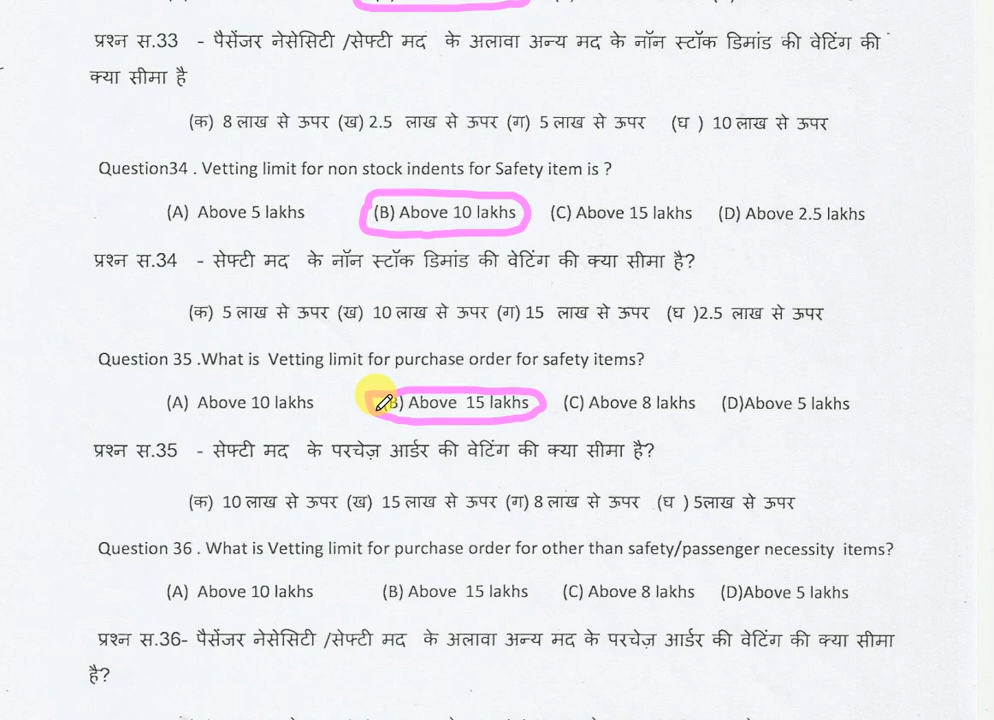 प्रश्न स.33 - पैसेंजर नेसेसिटी /सेफ्टी मद के अलावा अन्य मद के नॉन स्टॉक डिमांड की वेटिंग की
क्या सीमा है
(क) 8 लाख से ऊपर (ख) 2.5 लाख से ऊपर (ग) 5 लाख से ऊपर (घ ) 10 लाख से ऊपर
Question34 . Vetting limit for non stock indents for Safety item is ?
(A) Above 5 lakhs (B) Above 10 lakhs (C) Above 15 lakhs (D) Above 2.5 lakhs
प्रश्न स.34 - सेफ्टी मद के नॉन स्टॉक डिमांड की वेटिंग की क्या सीमा है?
(क) 5 लाख से ऊपर (ख) 10 लाख से ऊपर (ग) 15 लाख से ऊपर (घ )2.5 लाख से ऊपर
Question 35 .What is Vetting limit for purchase order for safety items?
(A) Above 10 lakhs (B) Above 15 lakhs (C) Above 8 lakhs (D)Above 5 lakhs
प्रश्न स.35 - सेफ्टी मद के परचेज़ आर्डर की वेटिंग की क्या सीमा है?
(क) 10 लाख से ऊपर (ख) 15 लाख से ऊपर (ग) 8 लाख से ऊपर (घ ) 5लाख से ऊपर
Question 36 . What is Vetting limit for purchase order for other than safety/passenger necessity items?
(A) Above 10 lakhs (B) Above 15 lakhs (C) Above 8 lakhs (D)Above 5 lakhs
प्रश्न स.36- पैसेंजर नेसेसिटी /सेफ्टी मद के अलावा अन्य मद के परचेज़ आर्डर की वेटिंग की क्या सीमा
है?